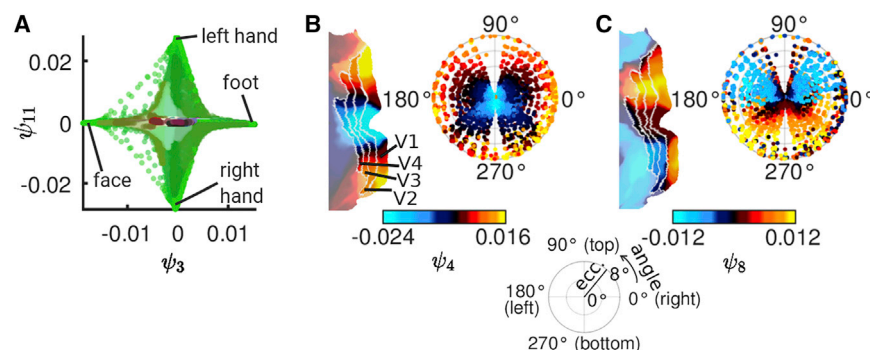 A
0.02
0
-0.02
ψ11
-0.01
0
0.01
ψ3
left hand
foot
face
right
hand
B
90°
180°
0°
270°
V1
V4
V3
V2
-0.024
0.016
ψ4
C
90°
180°
0°
270°
-0.012
0.012
ψ8
90° (top)
angle
ecc.
8°
0°
180°
(left)
0° (right)
270° (bottom)